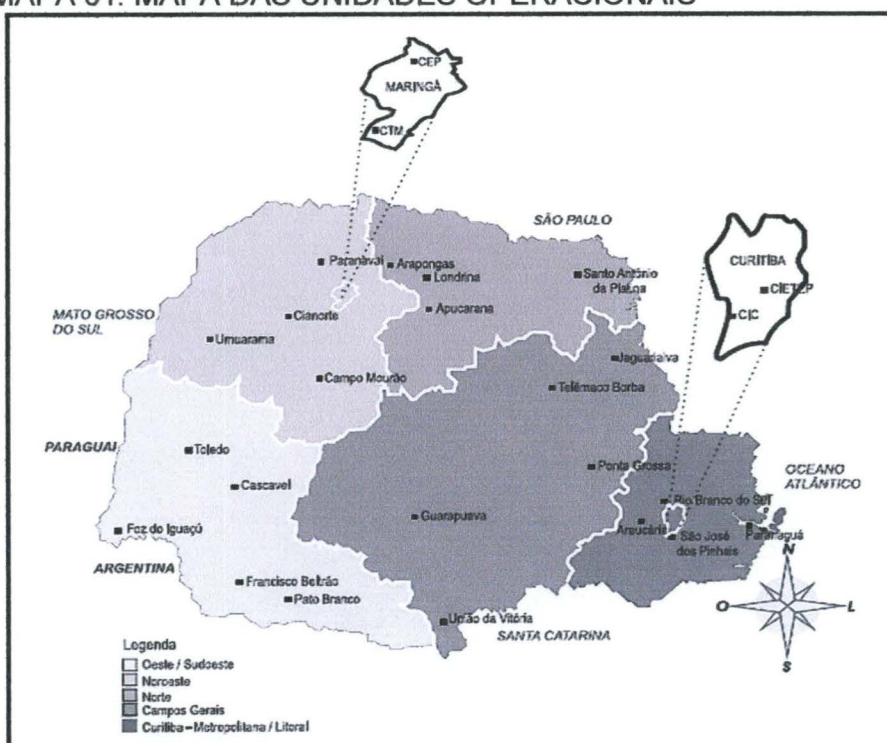 MAPA 01: MAPA DAS UNIDADES OPERACIONAIS
CEP
MARINGÁ
CTM
SÃO PAULO
CURITIBA
CIETEP
CIC
Paranavaí
Arapongas
Londrina
Santo Antônio
da Platina
MATO GROSSO
DO SUL
Cianorte
Apucarana
Umuarama
Jaguariaíva
Campo Mourão
Telêmaco Borba
PARAGUAI
Toledo
Ponta Grossa
OCEANO
ATLÂNTICO
Cascavel
Rio Branco do Sul
Guarapuava
Araucária
Paranaguá
Foz do Iguaçú
São José
dos Pinhais
ARGENTINA
Francisco Beltrão
Pato Branco
União da Vitória
SANTA CATARINA
N
O
L
S
Legenda
Oeste / Sudoeste
Noroeste
Norte
Campos Gerais
Curitiba - Metropolitana / Litoral